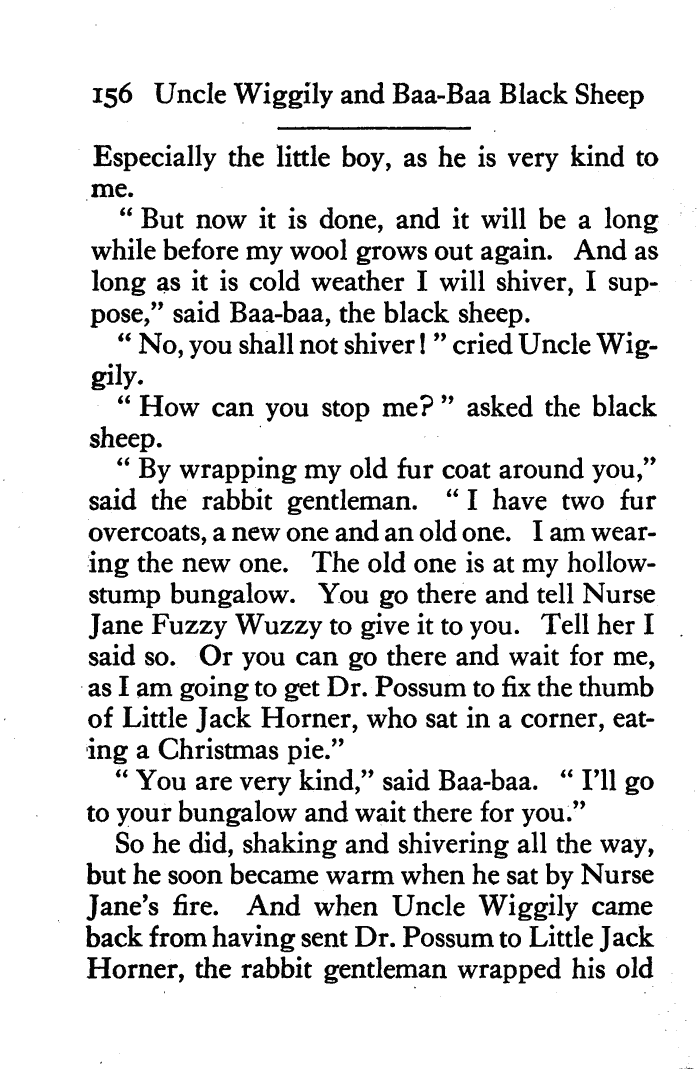 156 Uncle Wiggily and Baa-Baa Black Sheep
Especially the little boy, as he is very kind to
me.
“ But now it is done, and it will be a long
while before my wool grows out again. And as
long as it is cold weather I will shiver, I sup-
pose,” said Baa-baa, the black sheep.
“ No, you shall not shiver! ” cried Uncle Wig-
gily.
“ How can you stop me? ” asked the black
sheep.
“ By wrapping my old fur coat around you,”
said the rabbit gentleman. “ I have two fur
overcoats, a new one and an old one. I am wear-
ing the new one. The old one is at my hollow-
stump bungalow. You go there and tell Nurse
Jane Fuzzy Wuzzy to give it to you. Tell her I
said so. Or you can go there and wait for me,
as I am going to get Dr. Possum to fix the thumb
of Little Jack Horner, who sat in a corner, eat-
ing a Christmas pie.”
“ You are very kind,” said Baa-baa. “ I’ll go
to your bungalow and wait there for you.”
So he did, shaking and shivering all the way,
but he soon became warm when he sat by Nurse
Jane’s fire. And when Uncle Wiggily came
back from having sent Dr. Possum to Little Jack
Horner, the rabbit gentleman wrapped his old